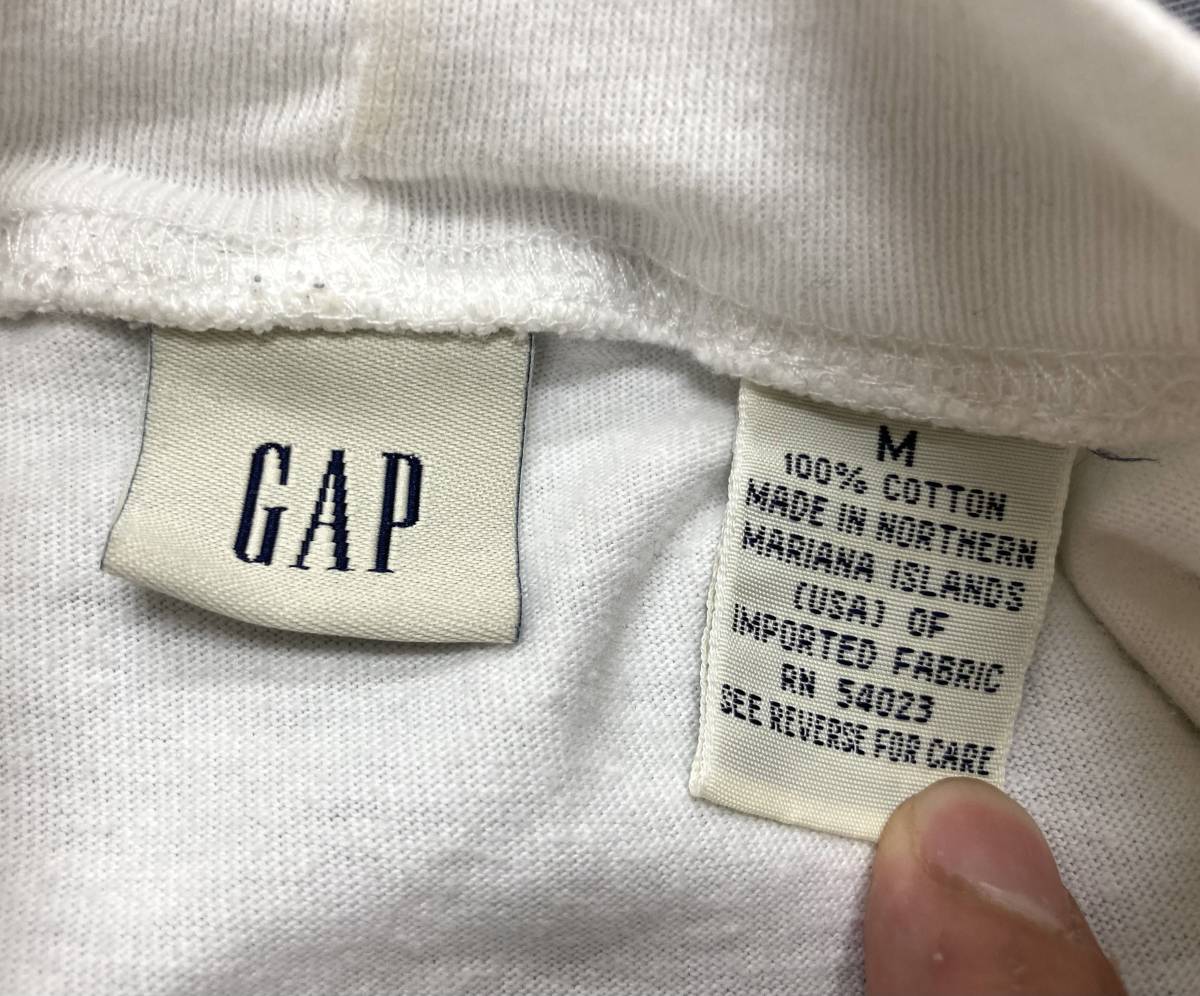 GAP
M
100% COTTON
MADE IN NORTHERN
MARIANA ISLANDS
(USA) OF
IMPORTED FABRIC
RN 54023
SEE REVERSE FOR CARE